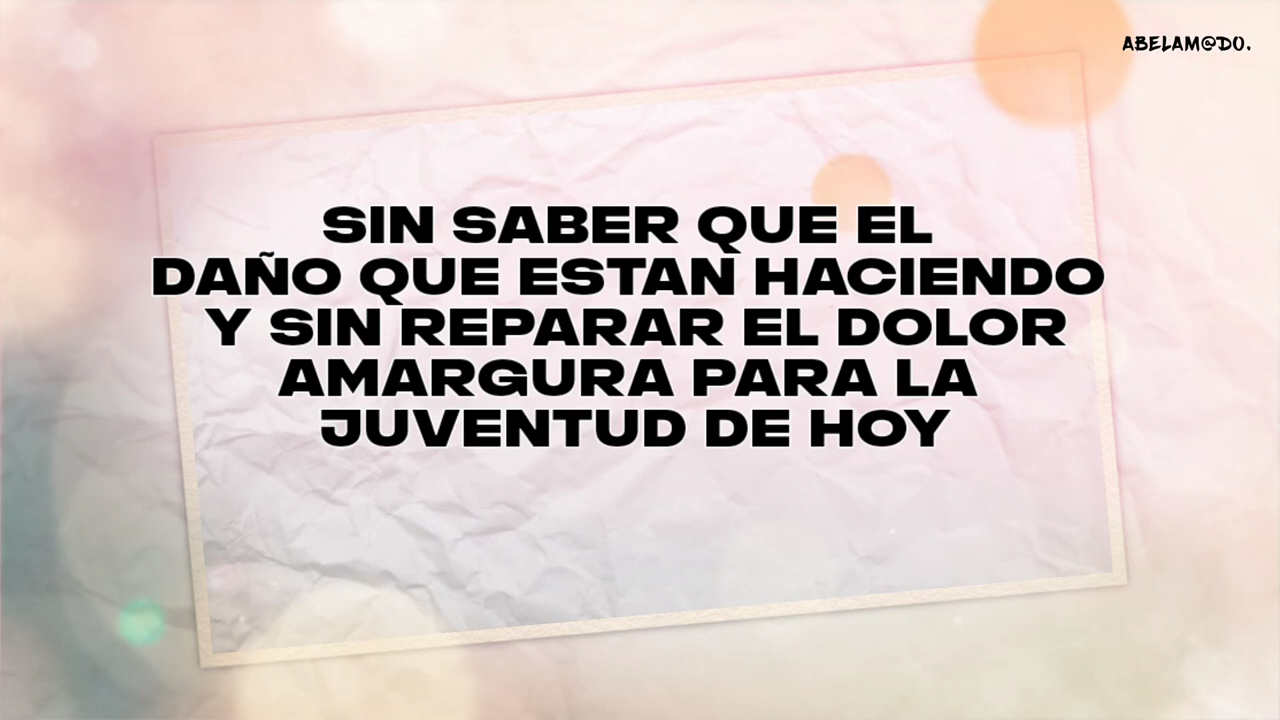 ABELAM@DO.
SIN SABER QUE EL
DAÑO QUE ESTAN HACIENDO
Y SIN REPARAR EL DOLOR
AMARGURA PARA LA
JUVENTUD DE HOY